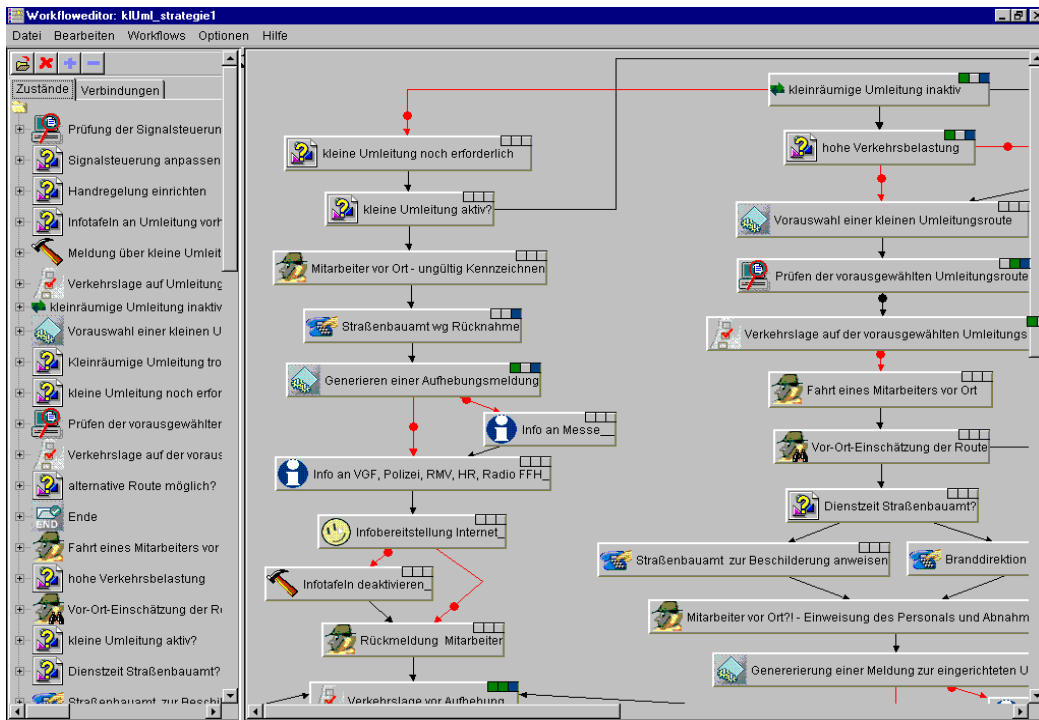 Workfloweditor: klUml_strategie1
Datei Bearbeiten Workflows Optionen Hilfe
Zustände Verbindungen
Prüfung der Signalsteuerun
Signalsteuerung anpassen
Handregelung einrichten
Infotafeln an Umleitung vorh
Meldung über kleine Umleit
Verkehrslage auf Umleitung
kleinräumige Umleitung inaktiv
Vorauswahl einer kleinen U
Kleinräumige Umleitung tro
kleine Umleitung noch erfor
Prüfen der vorausgewählter
Verkehrslage auf der voraus
alternative Route möglich?
END
Ende
Fahrt eines Mitarbeiters vor
hohe Verkehrsbelastung
Vor-Ort-Einschätzung der Ro
kleine Umleitung aktiv?
Dienstzeit Straßenbauamt?
Straßenbauamt zur Beschi
kleine Umleitung noch erforderlich
kleine Umleitung aktiv?
Mitarbeiter vor Ort - ungültig Kennzeichnen
Straßenbauamt wg Rücknahme
Generieren einer Aufhebungsmeldung
Info an Messe__
Info an VGF, Polizei, RMV, HR, Radio FFH_
Infobereitstellung Internet_
Infotafeln deaktivieren_
Rückmeldung Mitarbeiter
Verkehrslage vor Aufhebung
kleinräumige Umleitung inaktiv
hohe Verkehrsbelastung
Vorauswahl einer kleinen Umleitungsroute
Prüfen der vorausgewählten Umleitungsroute
Verkehrslage auf der vorausgewählten Umleitungs
Fahrt eines Mitarbeiters vor Ort
Vor-Ort-Einschätzung der Route
Dienstzeit Straßenbauamt?
Straßenbauamt zur Beschilderung anweisen
Branddirektion
Mitarbeiter vor Ort?! - Einweisung des Personals und Abnahm
Genererierung einer Meldung zur eingerichteten U